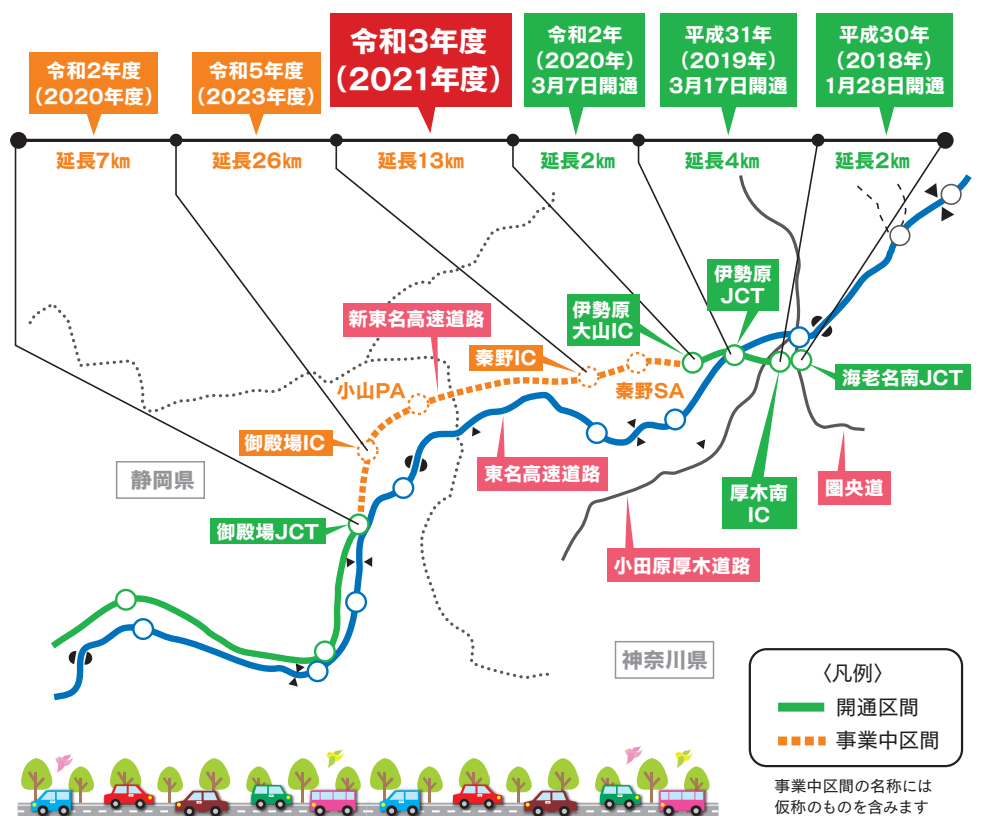 令和2年度
（2020年度）
令和5年度
（2023年度）
令和3年度
（2021年度）
令和2年
（2020年）
3月7日開通
平成31年
（2019年）
3月17日開通
平成30年
（2018年）
1月28日開通
延長7㎞
延長26㎞
延長13㎞
延長2㎞
延長4㎞
延長2㎞
伊勢原
JCT
伊勢原
大山IC
新東名高速道路
秦野IC
小山PA
秦野SA
海老名南JCT
御殿場IC
静岡県
東名高速道路
厚木南
IC
圏央道
御殿場JCT
小田原厚木道路
神奈川県
〈凡例〉
開通区間
事業中区間
事業中区間の名称には
仮称のものを含みます